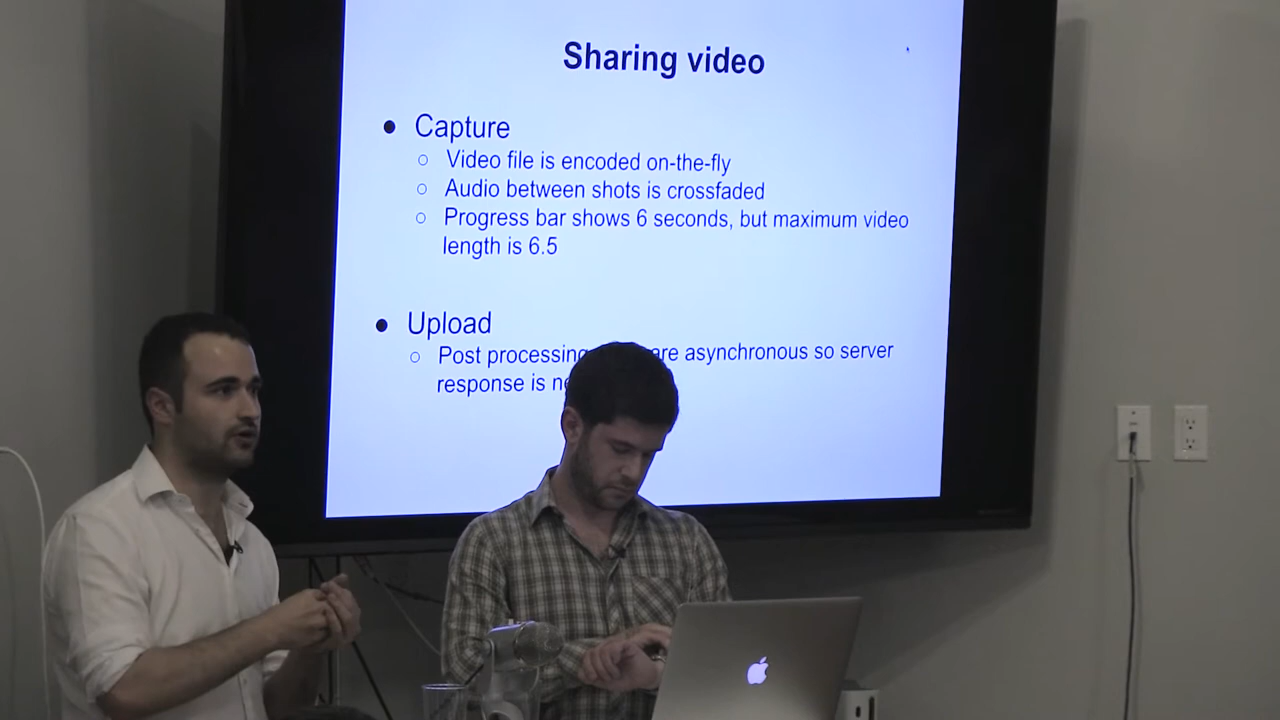 Sharing video
● Capture
○ Video file is encoded on-the-fly
○ Audio between shots is crossfaded
○ Progress bar shows 6 seconds, but maximum video
length is 6.5
● Upload
○ Post processing are asynchronous so server
response is